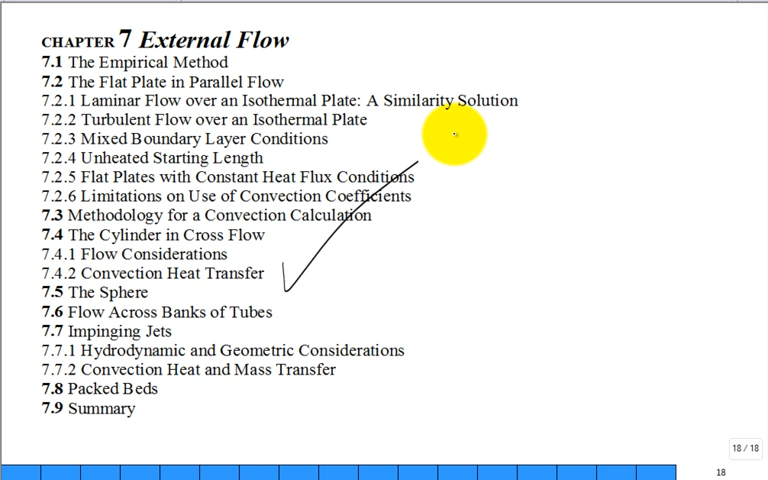 CHAPTER 7 External Flow
7.1 The Empirical Method
7.2 The Flat Plate in Parallel Flow
7.2.1 Laminar Flow over an Isothermal Plate: A Similarity Solution
7.2.2 Turbulent Flow over an Isothermal Plate
7.2.3 Mixed Boundary Layer Conditions
7.2.4 Unheated Starting Length
7.2.5 Flat Plates with Constant Heat Flux Conditions
7.2.6 Limitations on Use of Convection Coefficients
7.3 Methodology for a Convection Calculation
7.4 The Cylinder in Cross Flow
7.4.1 Flow Considerations
7.4.2 Convection Heat Transfer
7.5 The Sphere
7.6 Flow Across Banks of Tubes
7.7 Impinging Jets
7.7.1 Hydrodynamic and Geometric Considerations
7.7.2 Convection Heat and Mass Transfer
7.8 Packed Beds
7.9 Summary
18 / 18
18